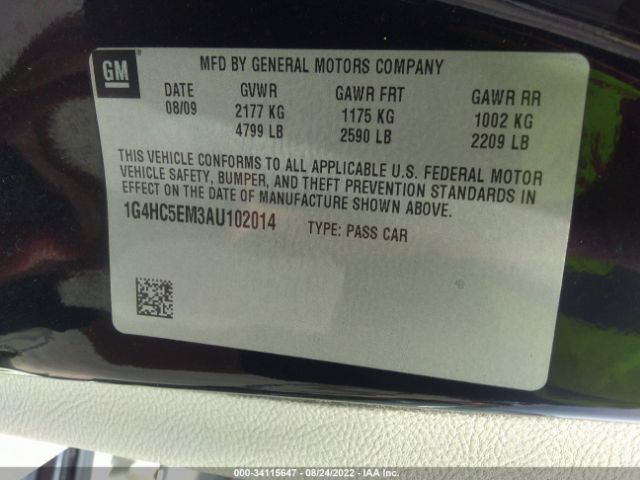 GM
MFD BY GENERAL MOTORS COMPANY
DATE GVWR GAWR FRT GAWR RR
08/09 2177 KG 1175 KG 1002 KG
4799 LB 2590 LB 2209 LB
THIS VEHICLE CONFORMS TO ALL APPLICABLE U.S. FEDERAL MOTOR
VEHICLE SAFETY, BUMPER, AND THEFT PREVENTION STANDARDS IN
EFFECT ON THE DATE OF MANUFACTURE SHOWN ABOVE.
1G4HC5EM3AU102014 TYPE: PASS CAR
000-34115647 - 08/24/2022 - IAA Inc.